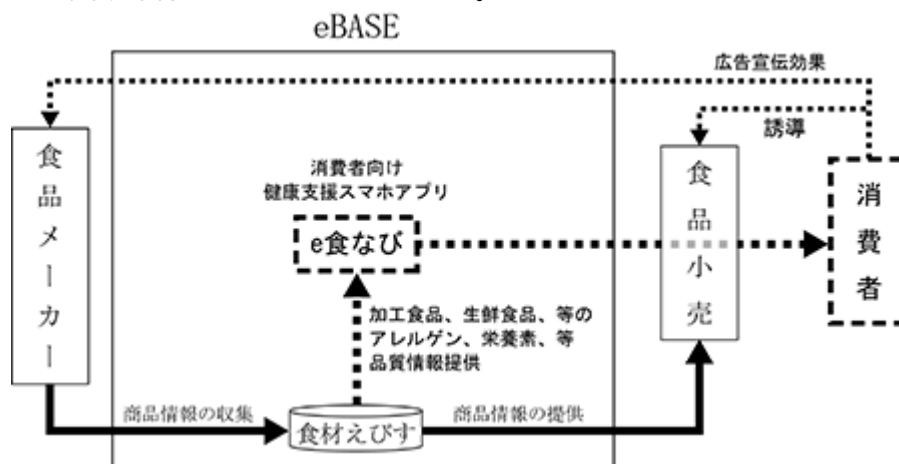 eBASE
広告宣伝効果
誘導
食品メーカー
消費者向け
健康支援スマホアプリ
e食なび
食品小売
消費者
加工食品、生鮮食品、等の
アレルゲン、栄養素、等
品質情報提供
商品情報の収集
食材えびす
商品情報の提供